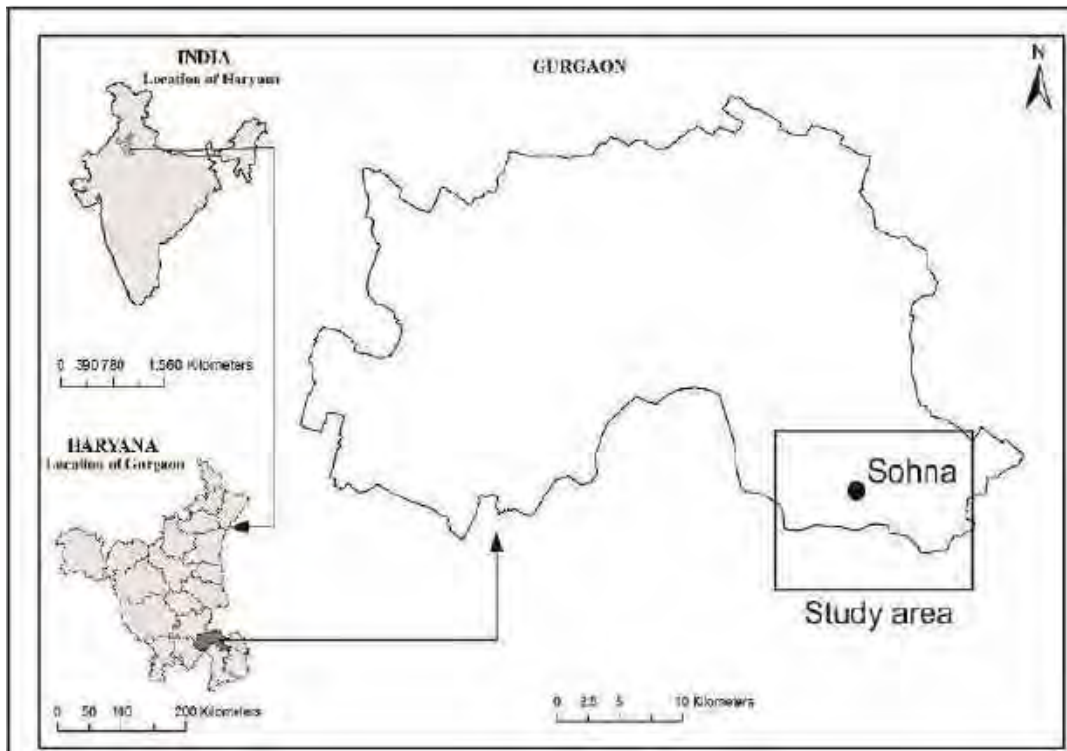 INDIA
Location of Haryana
GURGAON
N
0 390 780 1,560 Kilometers
HARYANA
Location of Gurgaon
Sohna
Study area
0 50 100 200 Kilometers
0 2.5 5 10 Kilometers